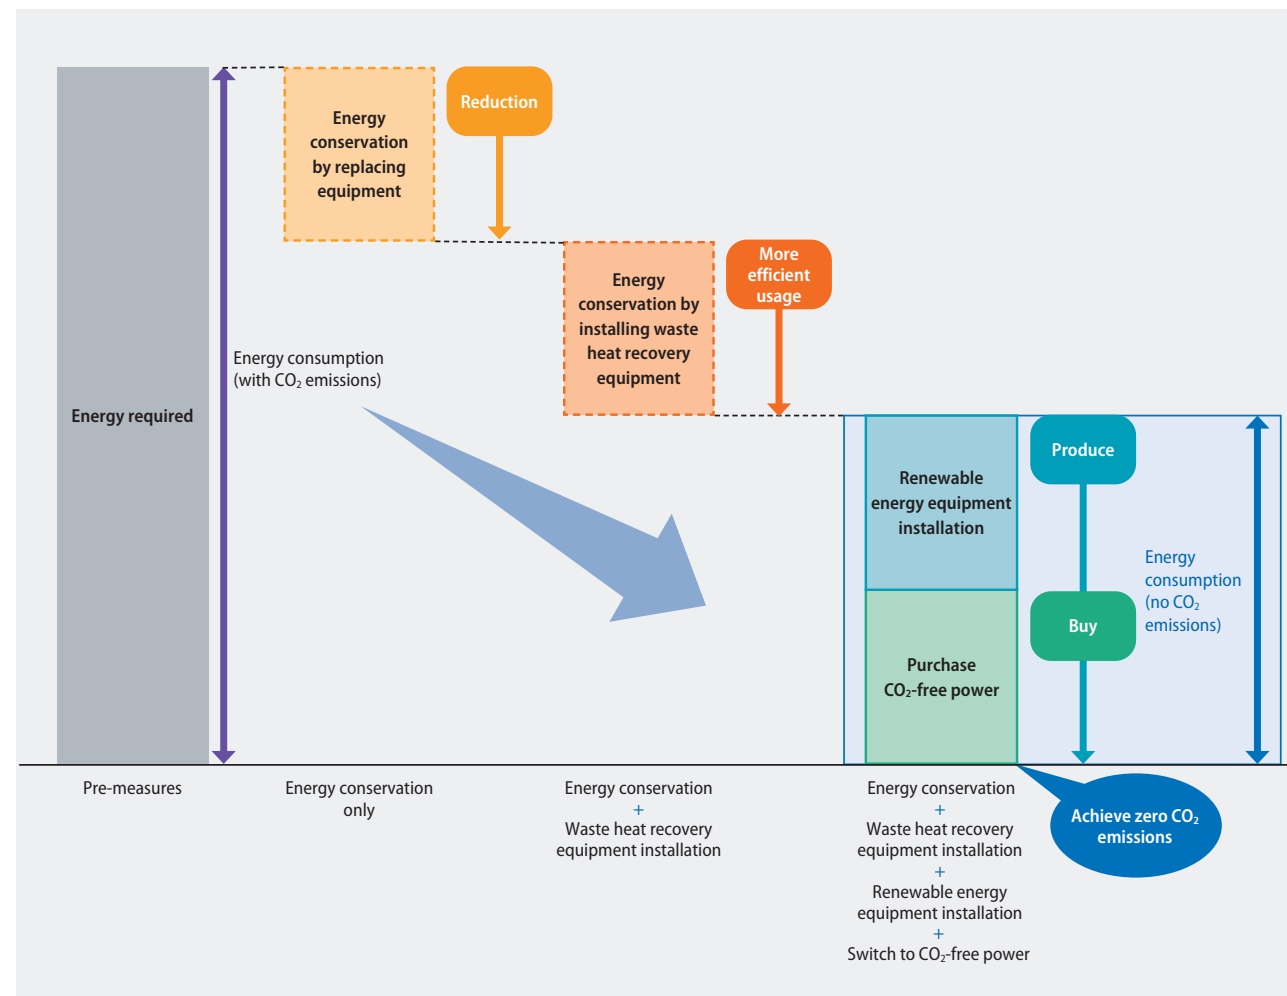 Energy
conservation
by replacing
equipment
Reduction
Energy
conservation by
installing waste
heat recovery
equipment
More
efficient
usage
Energy consumption
(with CO₂ emissions)
Energy required
Renewable
energy equipment
installation
Produce
Energy
consumption
(no CO₂
emissions)
Buy
Purchase
CO₂-free power
Pre-measures
Energy conservation
only
Energy conservation
+
Waste heat recovery
equipment installation
Energy conservation
+
Waste heat recovery
equipment installation
+
Renewable energy
equipment installation
+
Switch to CO₂-free power
Achieve zero CO₂
emissions